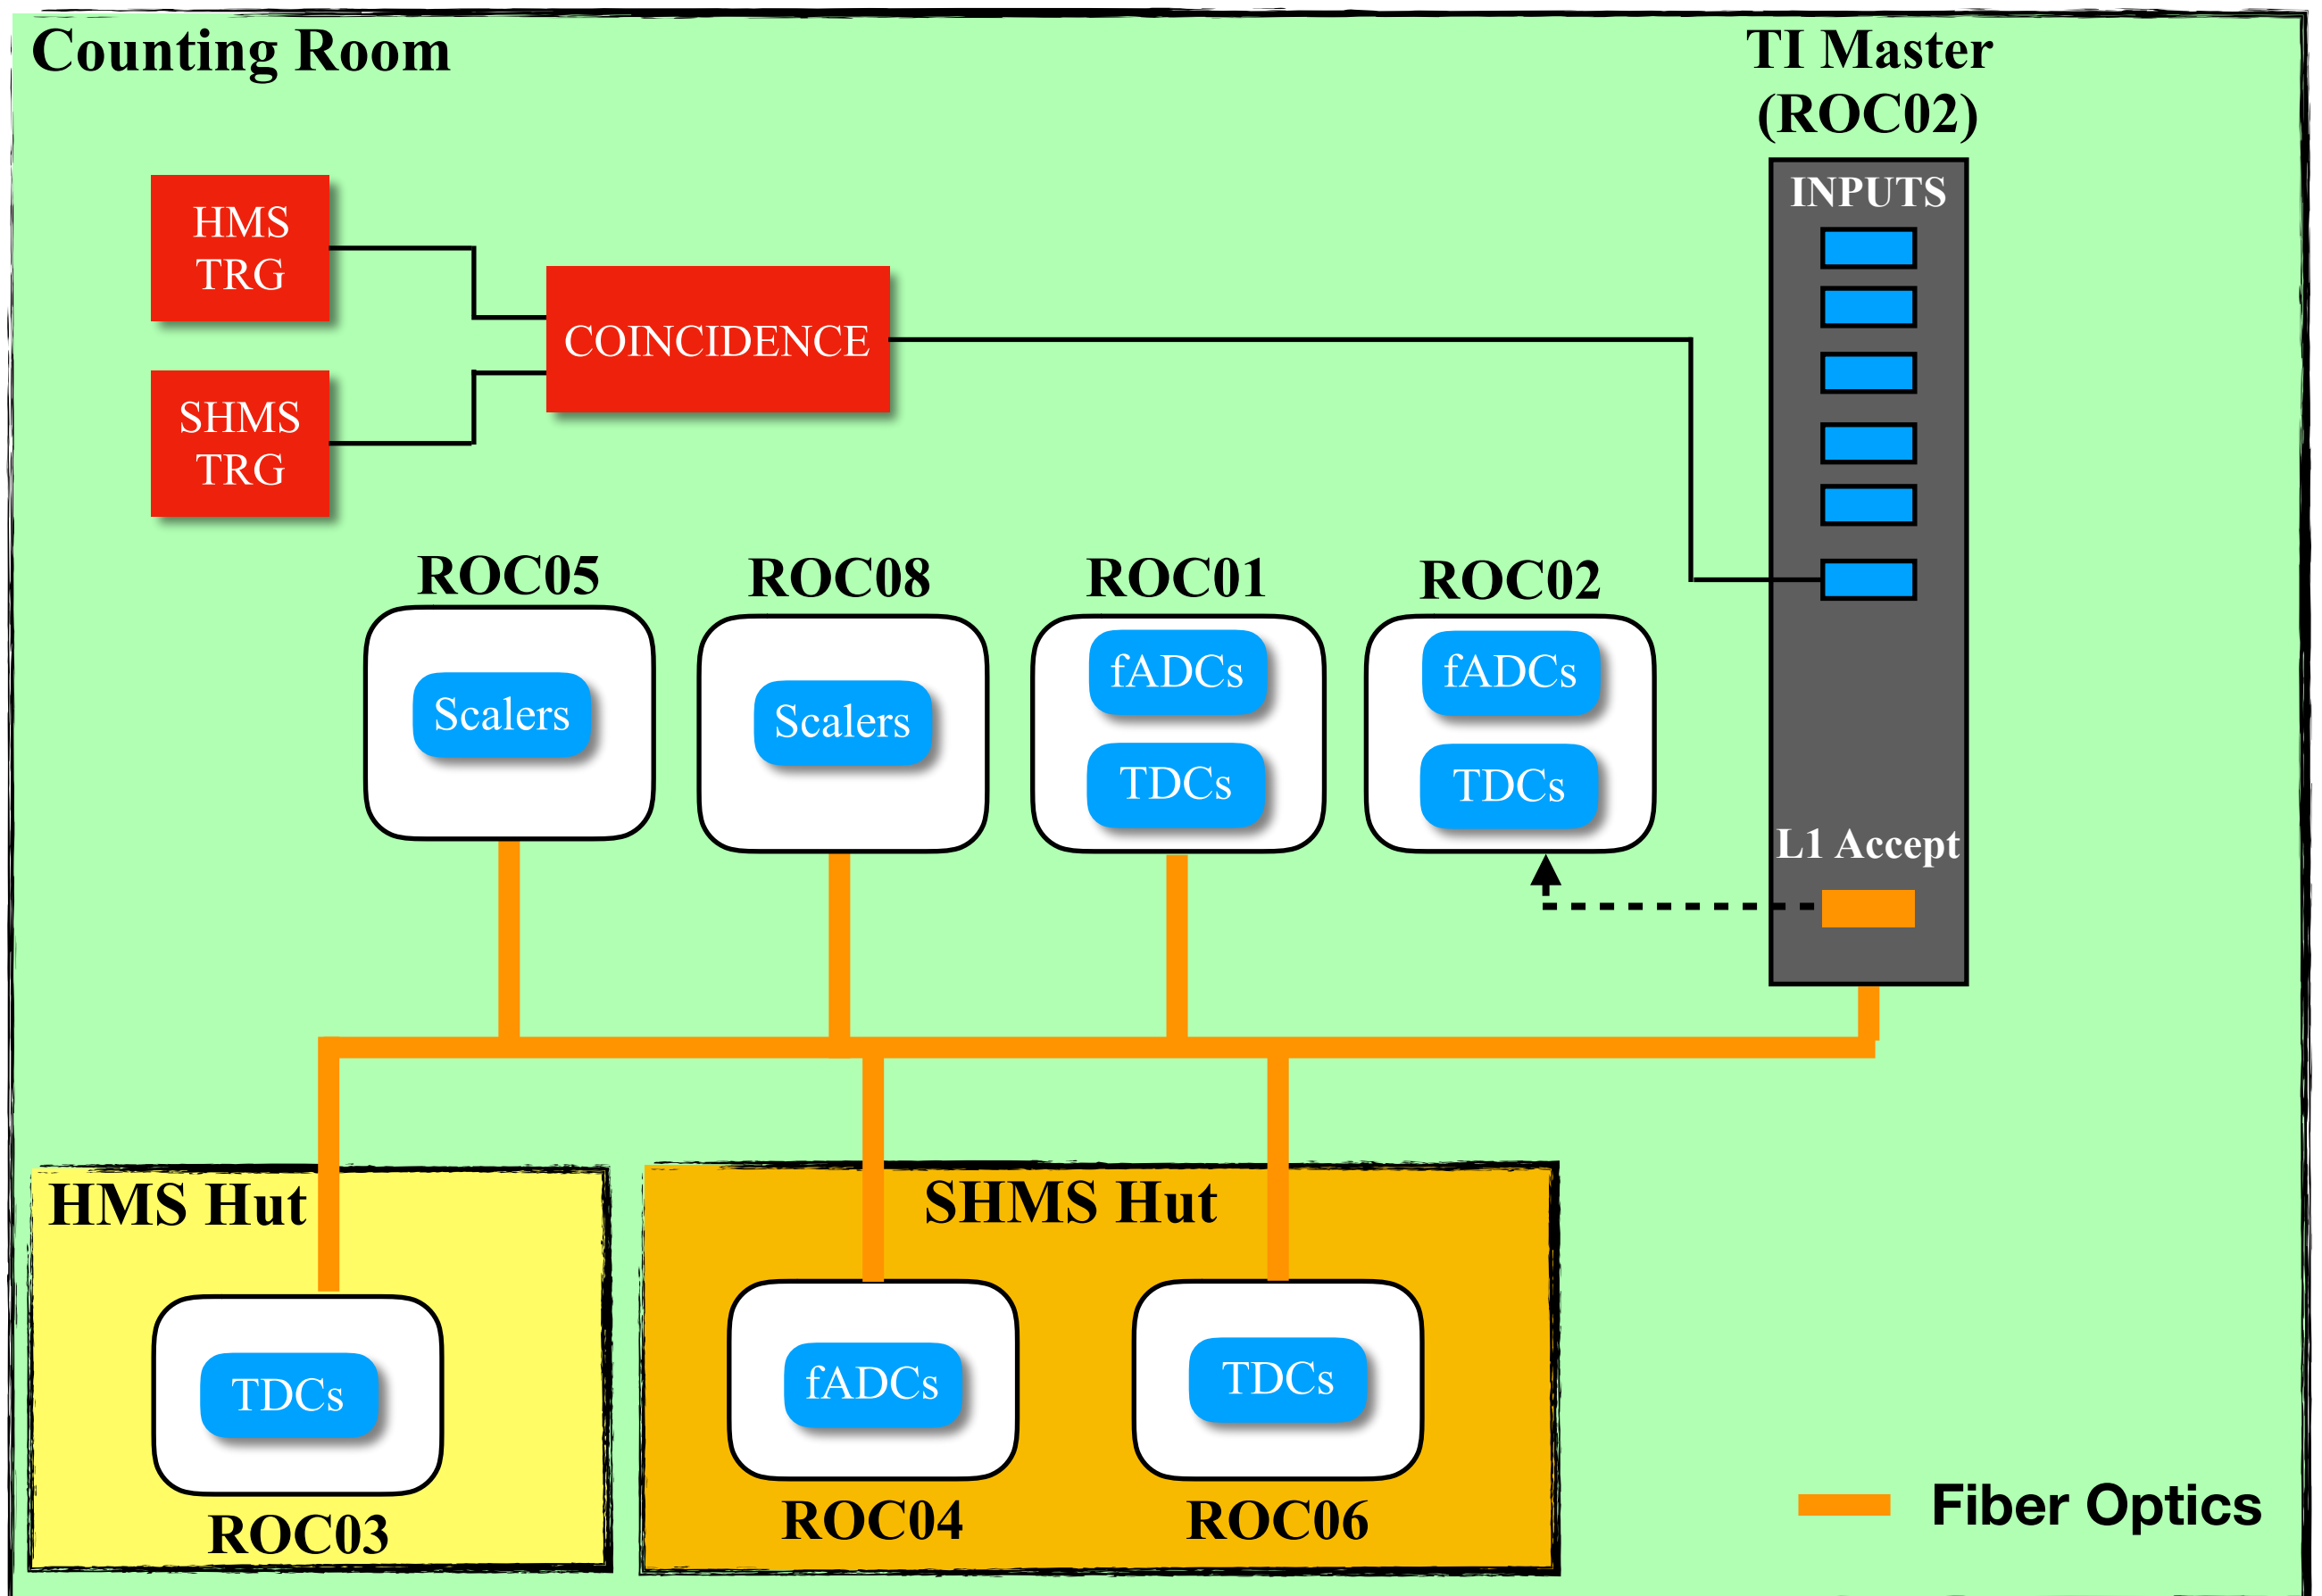 Counting Room
TI Master
(ROC02)
INPUTS
HMS
TRG
COINCIDENCE
SHMS
TRG
ROC05
ROC08
ROC01
ROC02
Scalers
Scalers
fADCs
TDCs
fADCs
TDCs
L1 Accept
HMS Hut
SHMS Hut
TDCs
fADCs
TDCs
ROC03
ROC04
ROC06
Fiber Optics